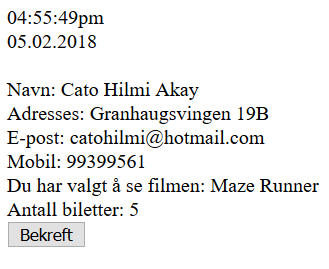 04:55:49pm
05.02.2018
Navn: Cato Hilmi Akay
Adresses: Granhaugsvingen 19B
E-post: catohilmi@hotmail.com
Mobil: 99399561
Du har valgt å se filmen: Maze Runner
Antall biletter: 5
Bekreft